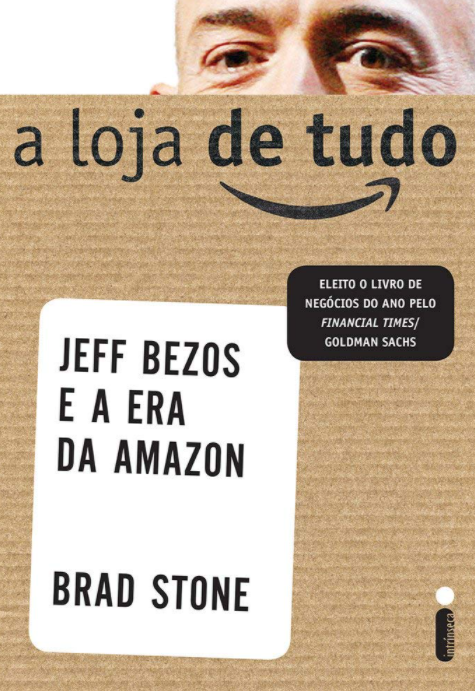 a loja de tudo
ELEITO O LIVRO DE
NEGÓCIOS DO ANO PELO
FINANCIAL TIMES/
GOLDMAN SACHS
JEFF BEZOS
E A ERA
DA AMAZON
BRAD STONE
intrínseca